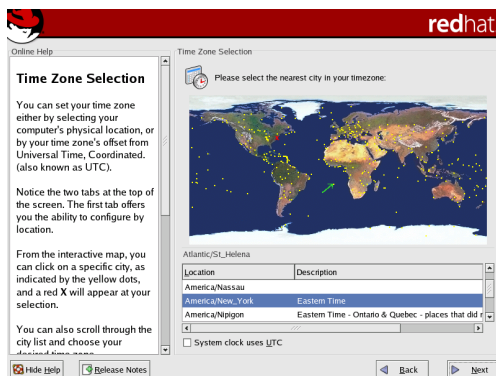 redhat
Online Help
Time Zone Selection
You can set your time zone
either by selecting your
computer's physical location, or
by your time zone's offset from
Universal Time, Coordinated.
(also known as UTC).
Notice the two tabs at the top of
the screen. The first tab offers
you the ability to configure by
location.
From the interactive map, you
can click on a specific city, as
indicated by the yellow dots,
and a red X will appear at your
selection.
You can also scroll through the
city list and choose your
desired time zone.
Time Zone Selection
Please select the nearest city in your timezone:
Atlantic/St_Helena
Location Description
America/Nassau
America/New_York Eastern Time
America/Nipigon Eastern Time - Ontario & Quebec - places that did
System clock uses UTC
Hide Help
Release Notes
Back
Next